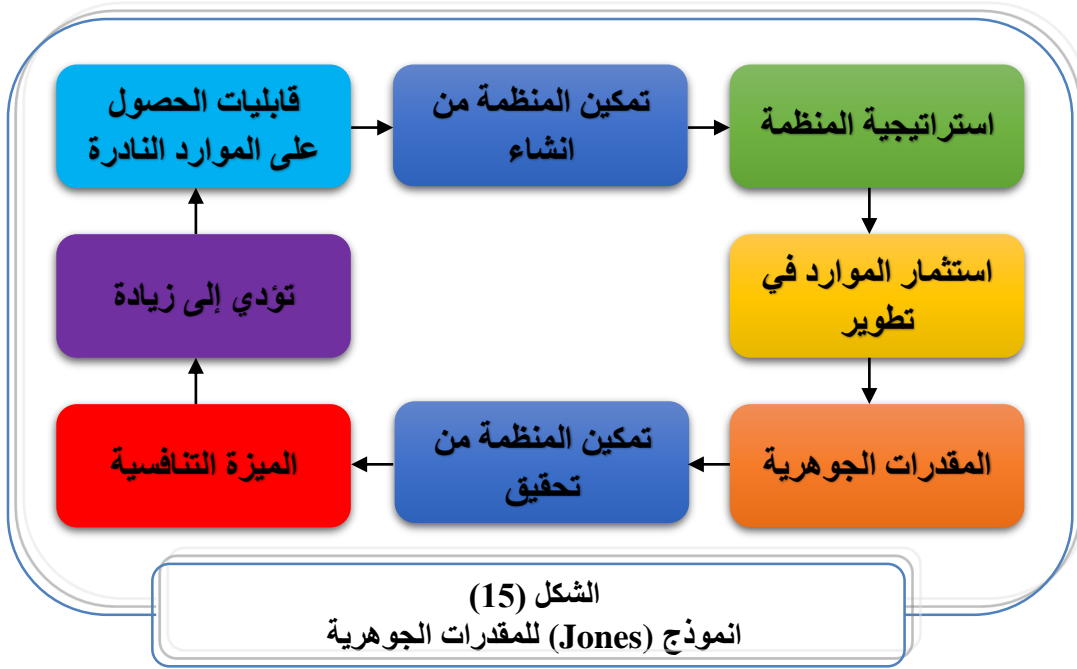 استراتيجية المنظمة
تمكين المنظمة من
انشاء
قابليات الحصول
على الموارد النادرة
استثمار الموارد في
تطوير
تؤدي إلى زيادة
المقدرات الجوهرية
تمكين المنظمة من
تحقيق
الميزة التنافسية
الشكل (15)
انموذج (Jones) للمقدرات الجوهرية